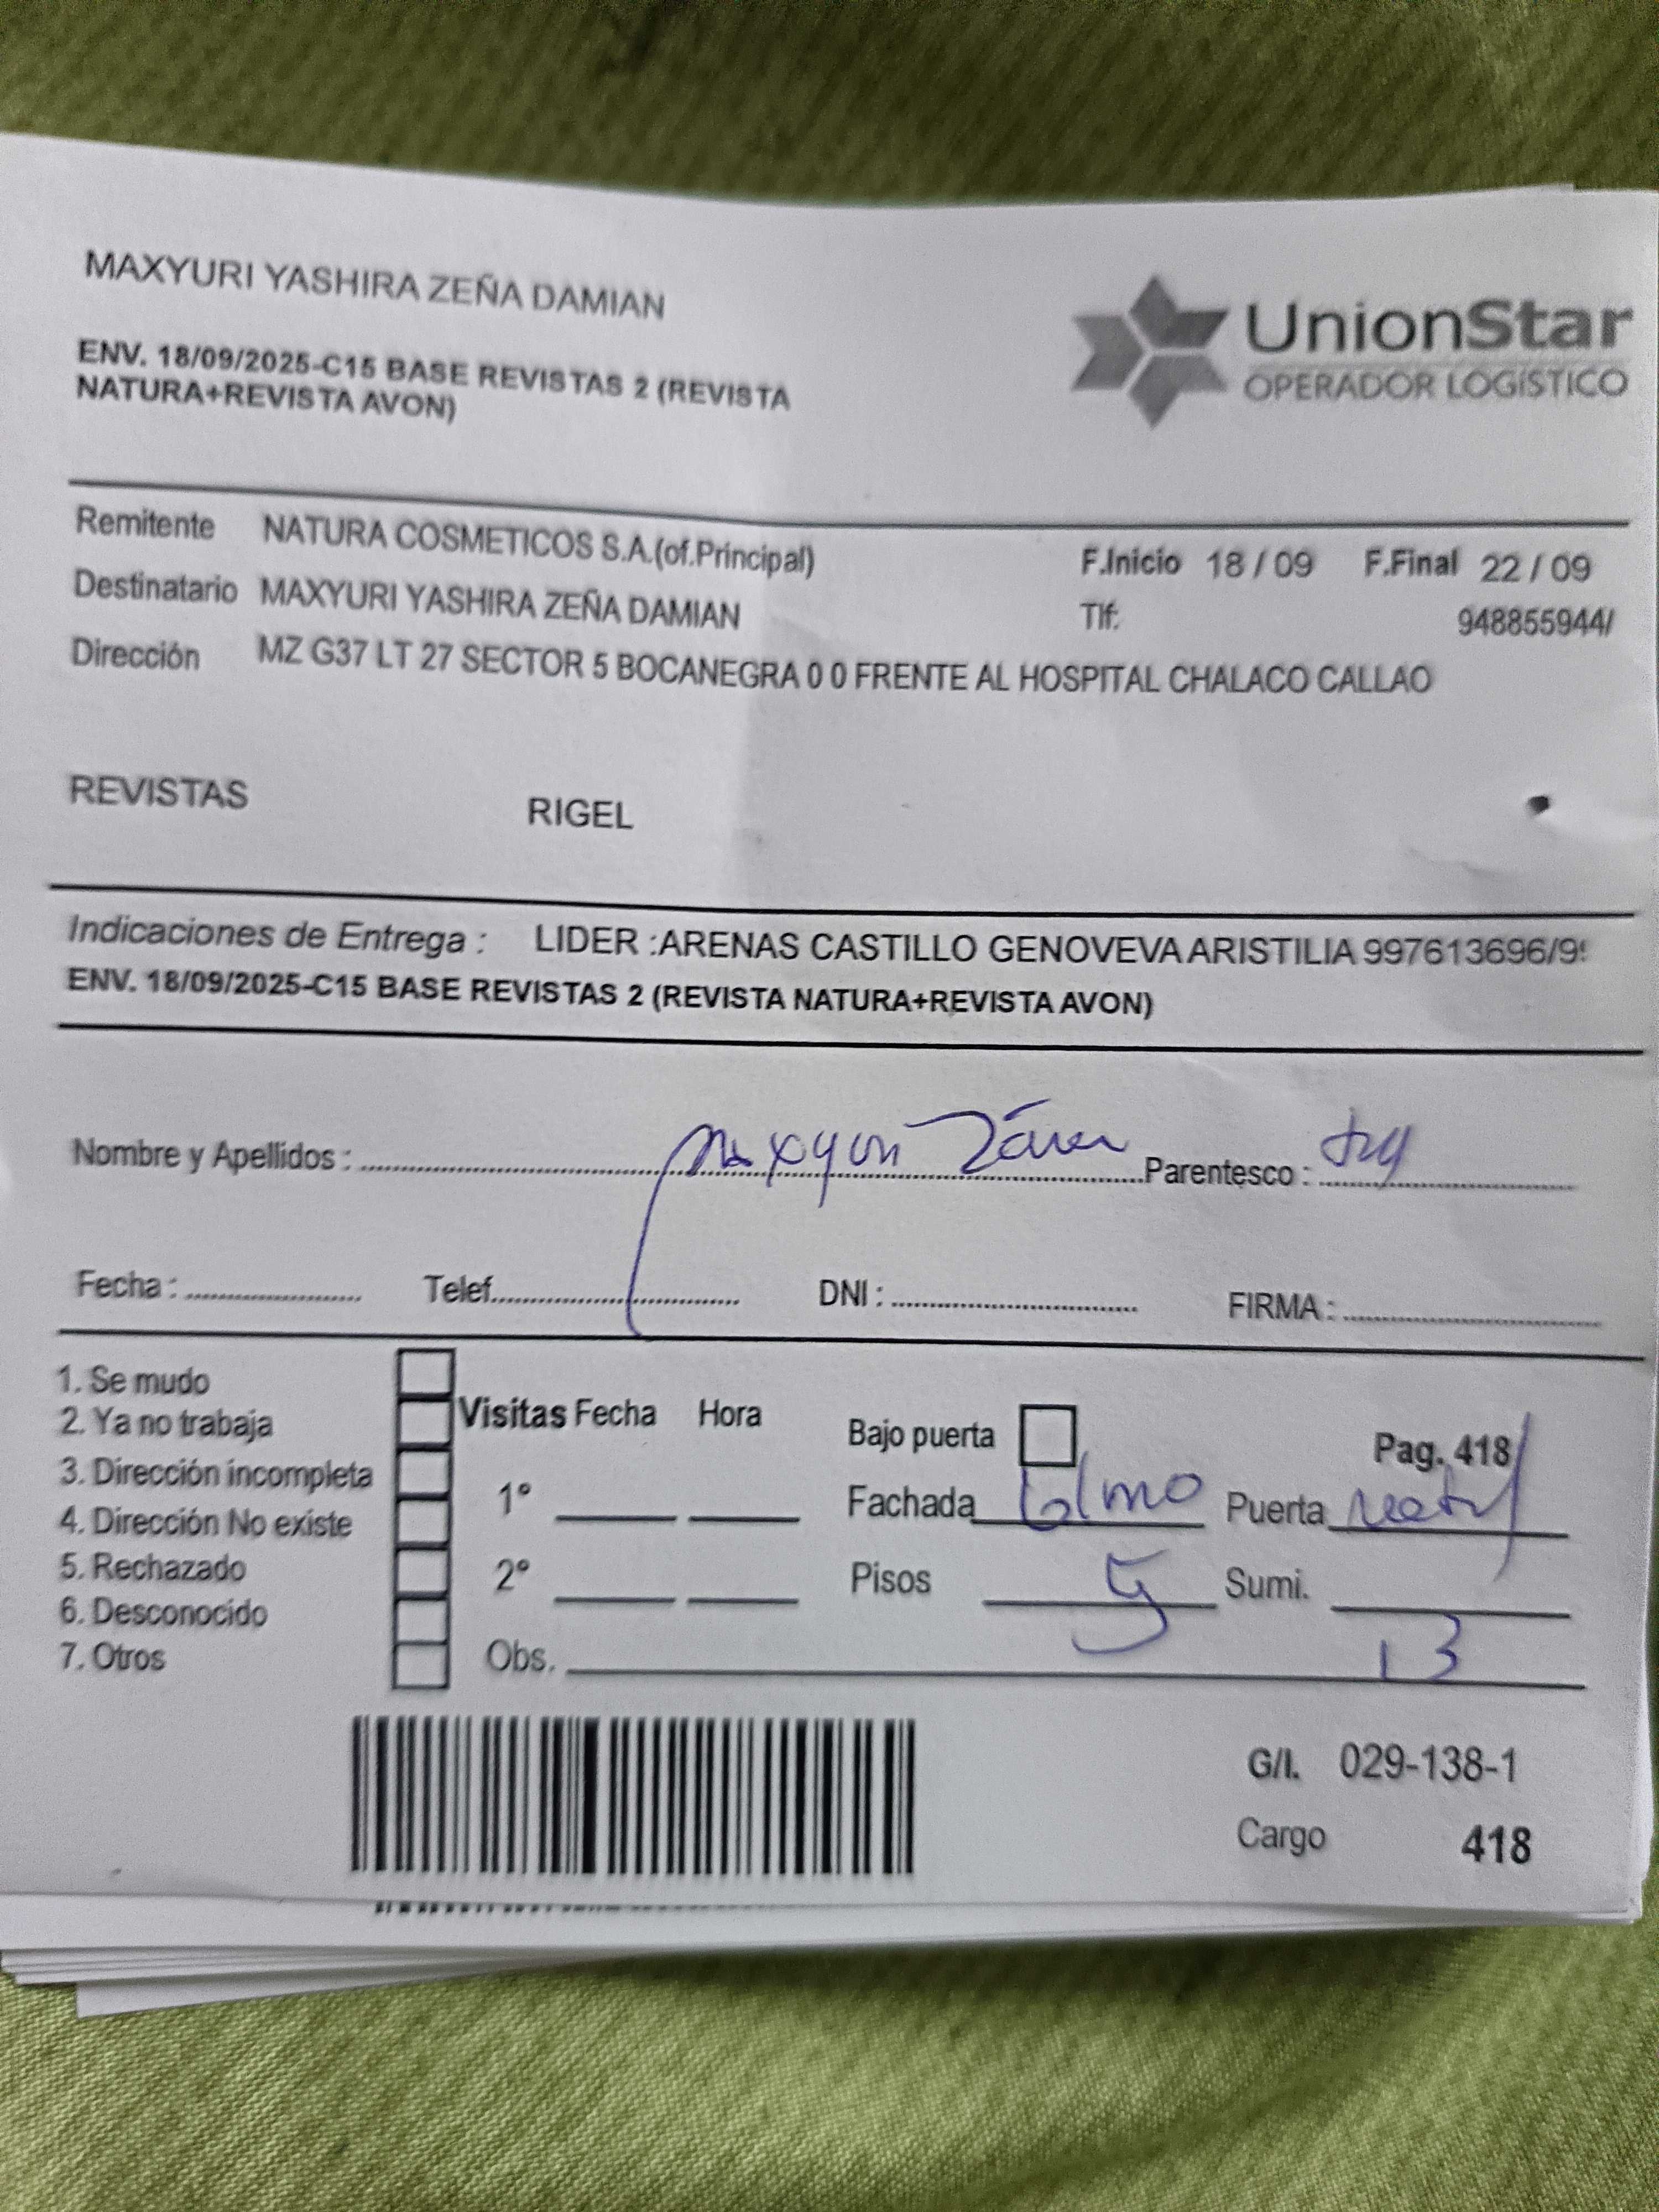 MAXYURI YASHIRA ZEÑA DAMIAN
ENV. 18/09/2025-C15 BASE REVISTAS 2 (REVISTA
NATURA+REVISTA AVON)
UnionStar
OPERADOR LOGÍSTICO
Remitente NATURA COSMETICOS S.A.(of.Principal)
F.Inicio 18 / 09 F.Final 22 / 09
Destinatario MAXYURI YASHIRA ZEÑA DAMIAN
Tlf: 948855944/
Dirección MZ G37 LT 27 SECTOR 5 BOCANEGRA 0 0 FRENTE AL HOSPITAL CHALACO CALLAO
REVISTAS RIGEL
Indicaciones de Entrega : LIDER :ARENAS CASTILLO GENOVEVA ARISTILIA 997613696/9
ENV. 18/09/2025-C15 BASE REVISTAS 2 (REVISTA NATURA+REVISTA AVON)
Nombre y Apellidos : Parentesco :
Fecha : Telef. DNI : FIRMA :
1. Se mudo
2. Ya no trabaja
3. Dirección incompleta
4. Dirección No existe
5. Rechazado
6. Desconocido
7. Otros
Visitas Fecha Hora
1°
2°
Obs.
Bajo puerta Pag. 418
Fachada Puerta
Pisos 5 Sumi.
13
G/I. 029-138-1
Cargo 418